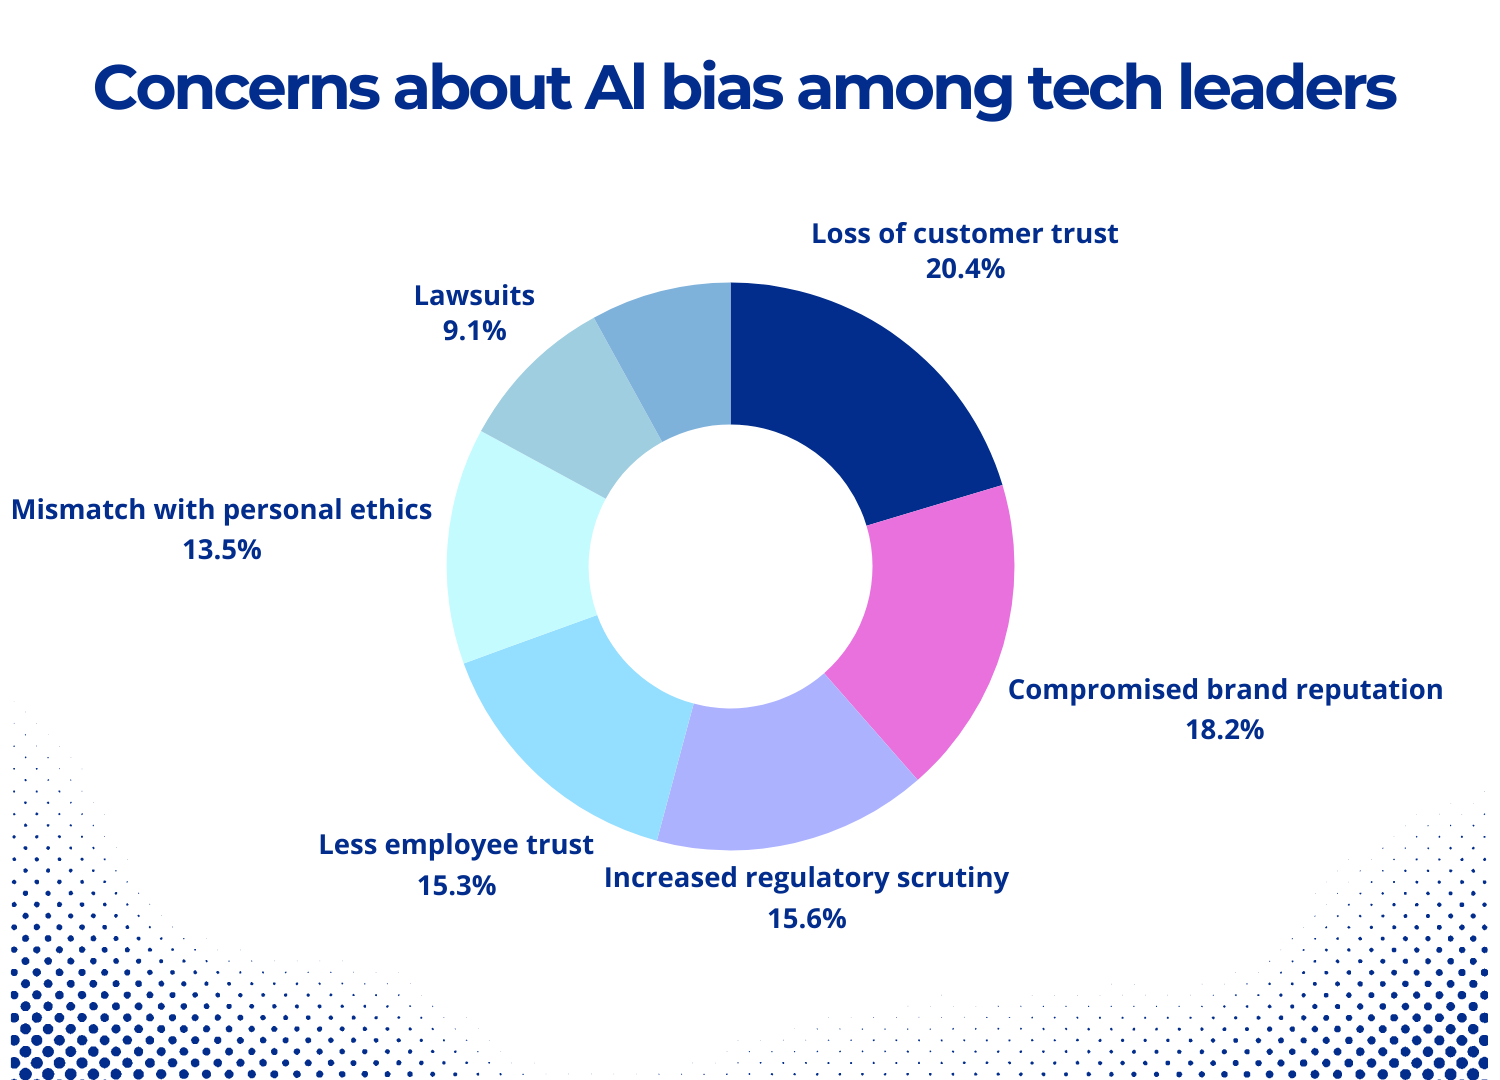 Concerns about AI bias among tech leaders
Loss of customer trust
20.4%
Lawsuits
9.1%
Mismatch with personal ethics
13.5%
Compromised brand reputation
18.2%
Less employee trust
15.3%
Increased regulatory scrutiny
15.6%